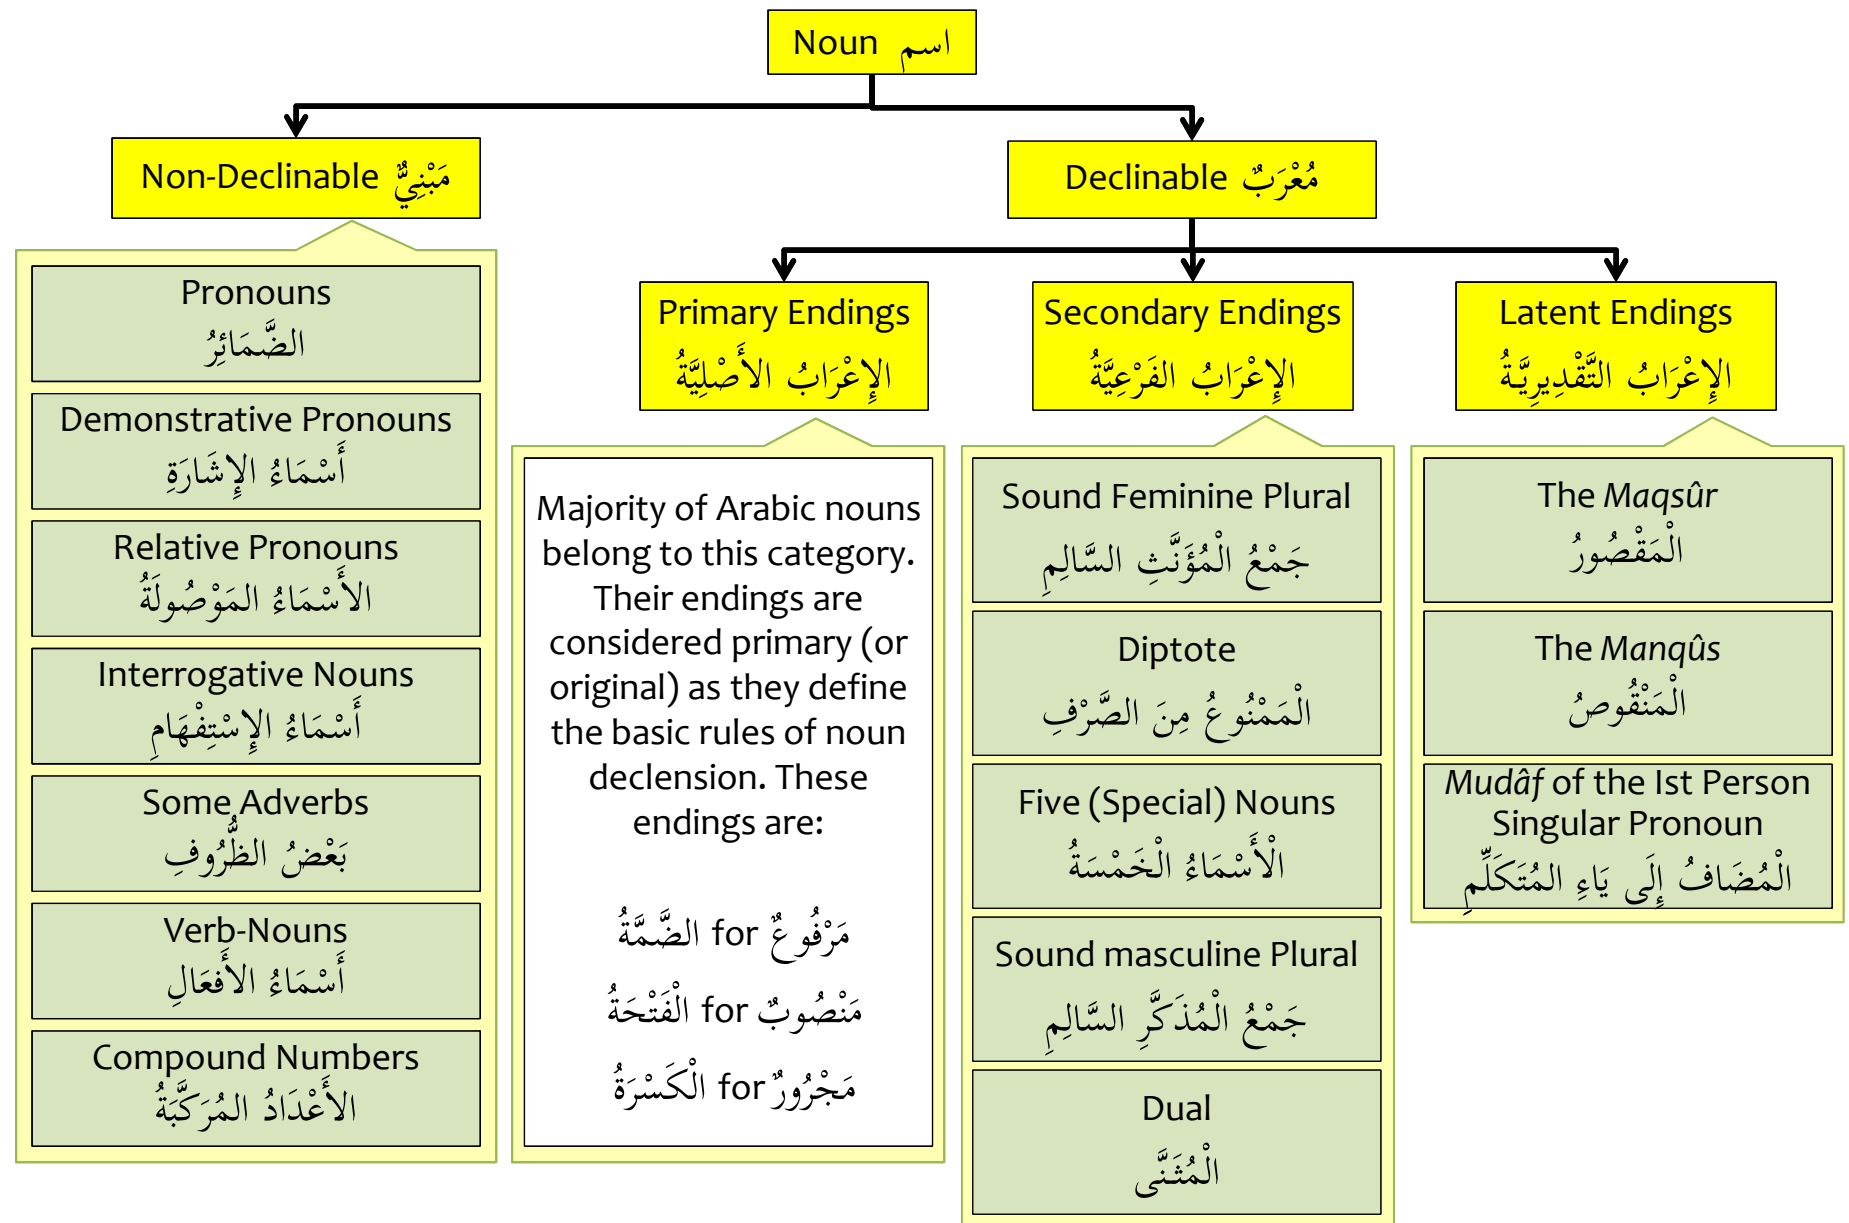 Noun اسم
Non-Declinable مَبْنِيٌّ
Declinable مُعْرَبٌ
Pronouns
الضَّمَائِرُ
Demonstrative Pronouns
أَسْمَاءُ الإِشَارَةِ
Relative Pronouns
الأَسْمَاءُ المَوْصُولَةُ
Interrogative Nouns
أَسْمَاءُ الإِسْتِفْهَامِ
Some Adverbs
بَعْضُ الظُّرُوفِ
Verb-Nouns
أَسْمَاءُ الأَفعَالِ
Compound Numbers
الأَعْدَادُ المُرَكَّبَةُ
Primary Endings
الإِعْرَابُ الأَصْلِيَّةُ
Majority of Arabic nouns
belong to this category.
Their endings are
considered primary (or
original) as they define
the basic rules of noun
declension. These
endings are:
الضَّمَّةُ for مَرْفُوعٌ
الْفَتْحَةُ for مَنْصُوبٌ
الْكَسْرَةُ for مَجْرُورٌ
Secondary Endings
الإِعْرَابُ الفَرْعِيَّةُ
Sound Feminine Plural
جَمْعُ الْمُؤَنَّثِ السَّالِمِ
Diptote
الْمَمْنُوعُ مِنَ الصَّرْفِ
Five (Special) Nouns
الْأَسْمَاءُ الْخَمْسَةُ
Sound masculine Plural
جَمْعُ الْمُذَكَّرِ السَّالِمِ
Dual
الْمُثَنَّى
Latent Endings
الإِعْرَابُ التَّقْدِيرِيَّةُ
The Maqsûr
الْمَقْصُورُ
The Manqûs
الْمَنْقُوصُ
Mudâf of the Ist Person
Singular Pronoun
الْمُضَافُ إِلَى يَاءِ المُتَكَلِّمِ